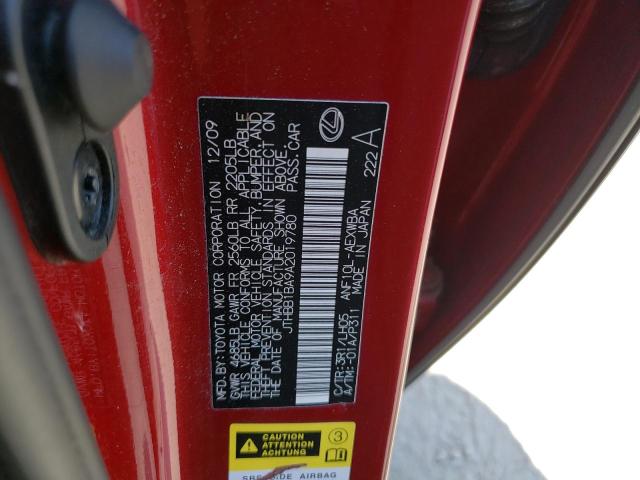 MFD. BY: TOYOTA MOTOR CORPORATION 12/09
GVWR 4685LB GAWR FR 2560LB RR 2205LB
THIS VEHICLE CONFORMS TO ALL APPLICABLE
FEDERAL MOTOR VEHICLE SAFETY, BUMPER, AND
THEFT PREVENTION STANDARDS IN EFFECT ON
THE DATE OF MANUFACTURE SHOWN ABOVE.
JTHBB1BA9A2019780 PASS. CAR
222 A
C/TR: 3R1/LH05 ANF10L-AEXWBA
A/TM: -01A/P311 MADE IN JAPAN
CAUTION
ATTENTION
ACHTUNG
3
SRS SIDE AIRBAG